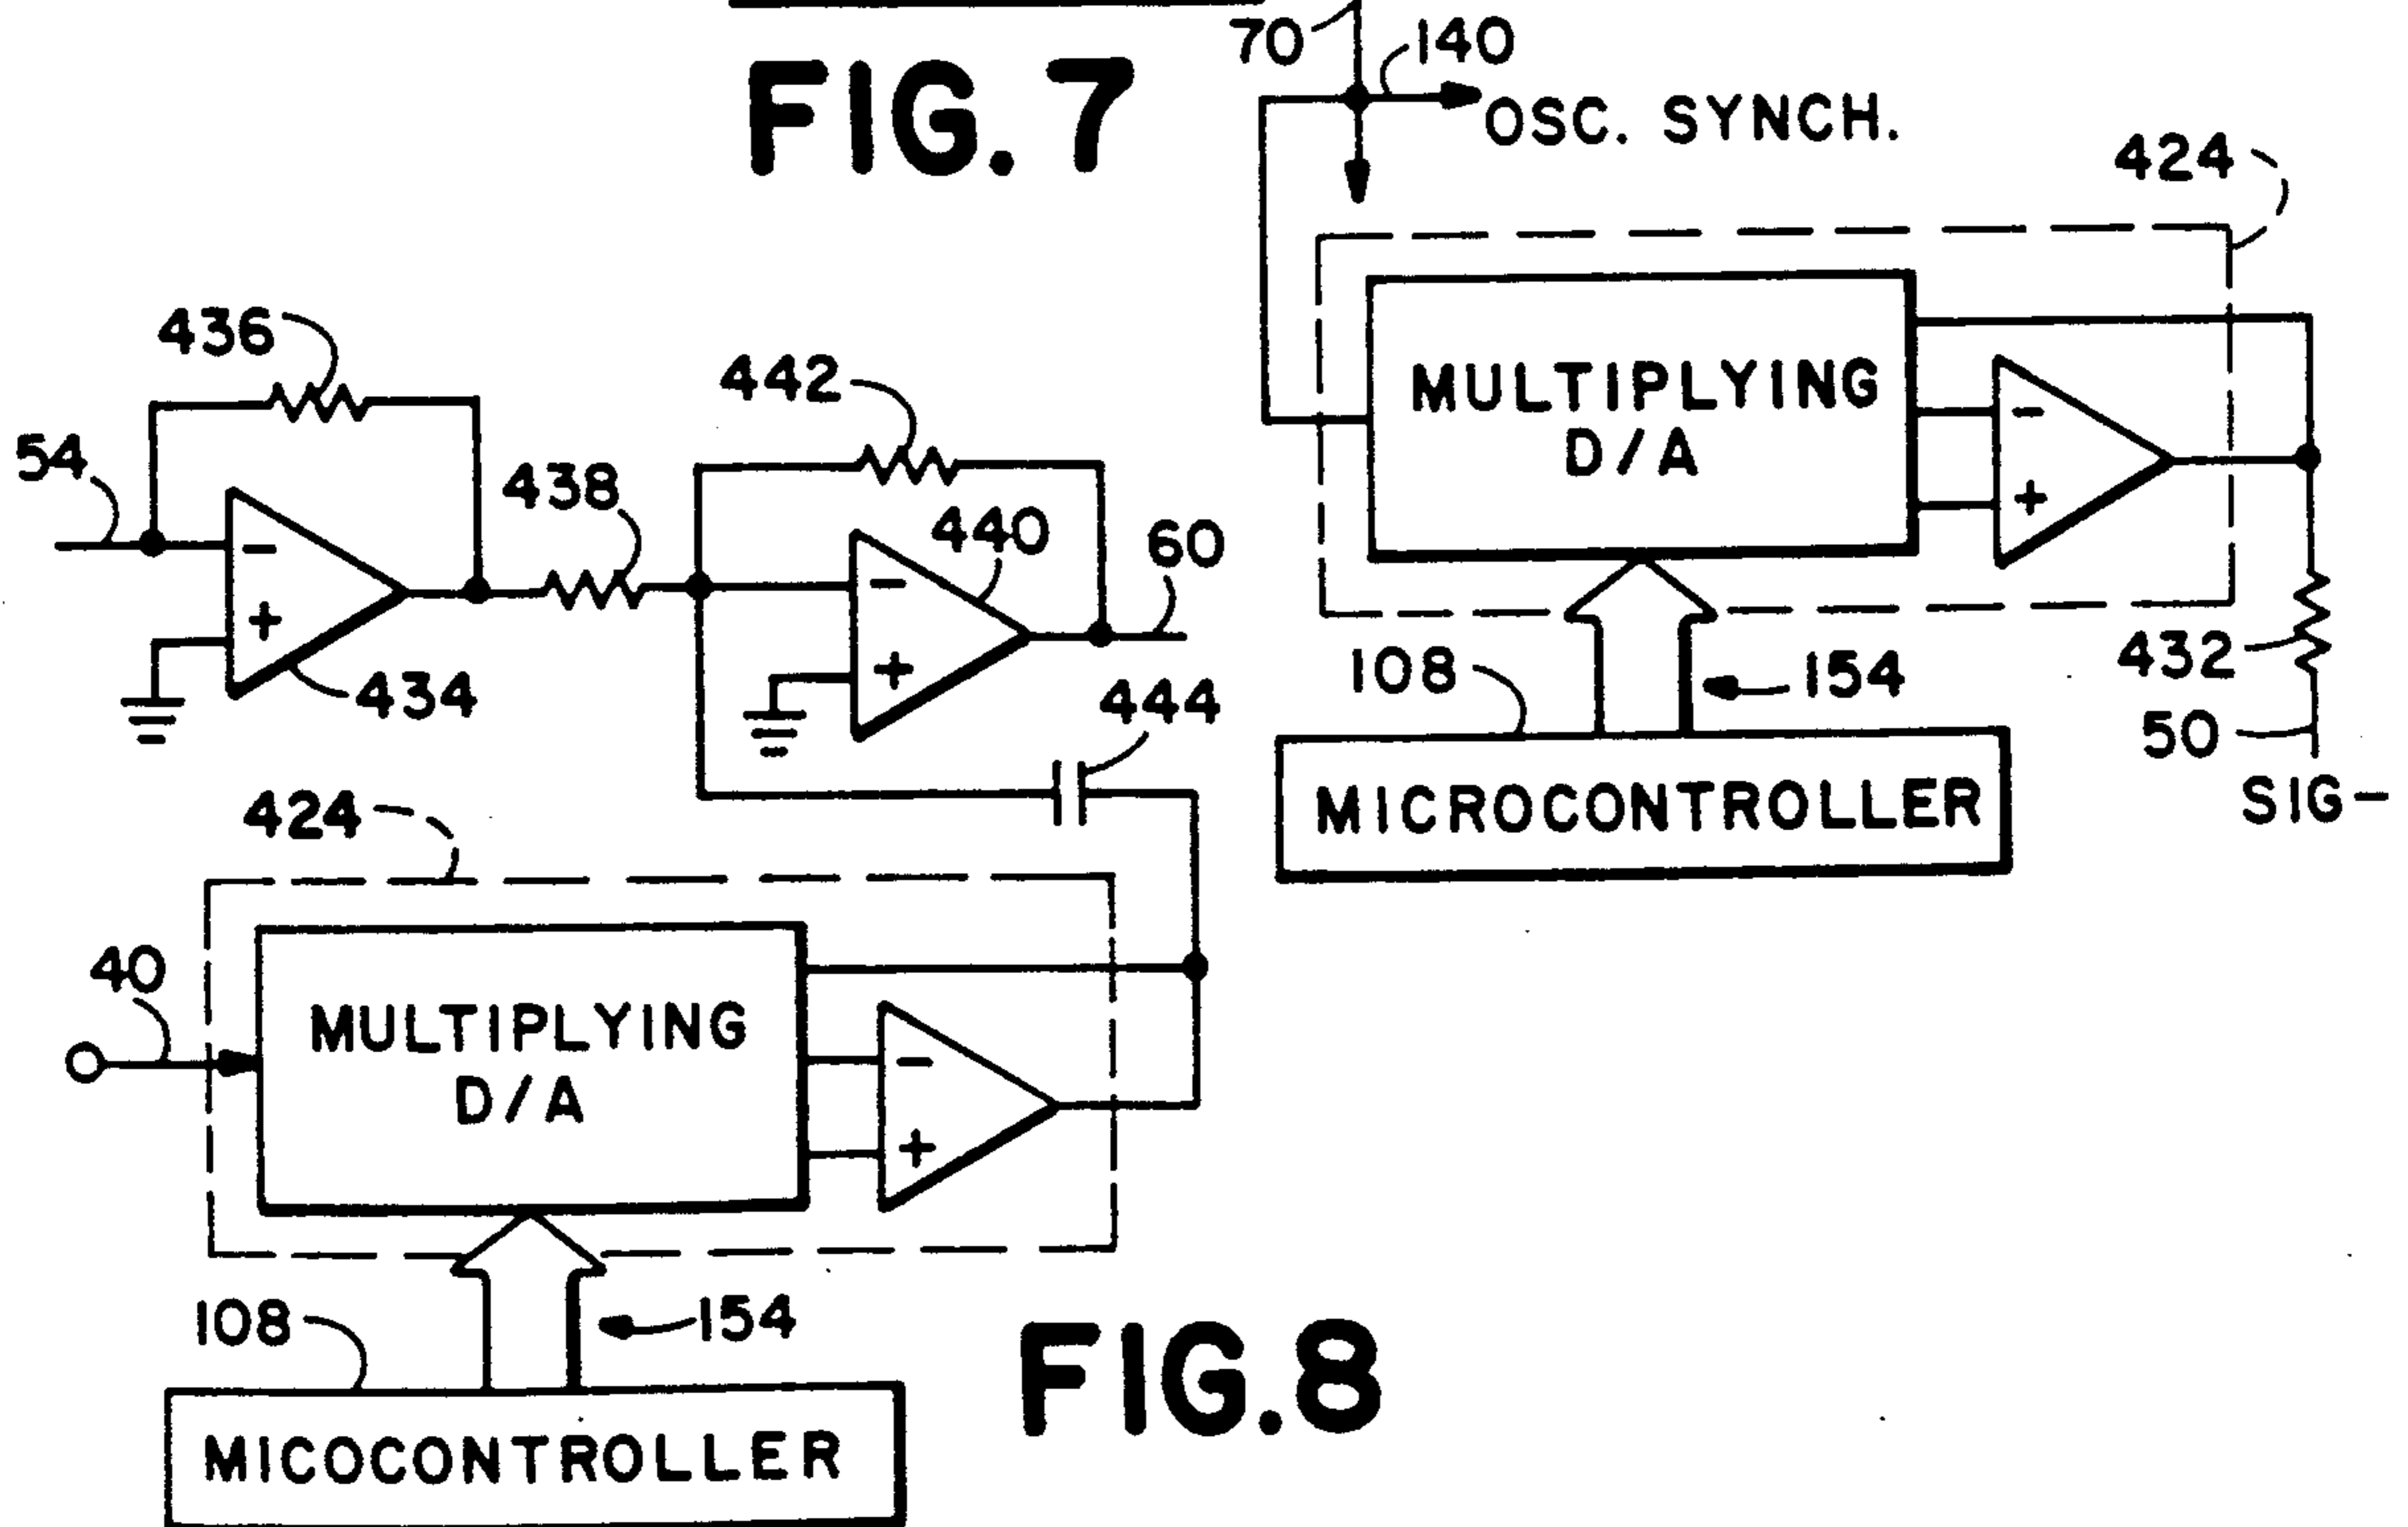 70
140
FIG. 7
OSC. SYNCH.
424
436
442
MULTIPLYING
D/A
-
+
54
438
440
60
-
+
-
+
434
444
432
108
154
50
SIG-
MICROCONTROLLER
424
40
MULTIPLYING
D/A
-
+
108
154
FIG. 8
MICOCONTROLLER